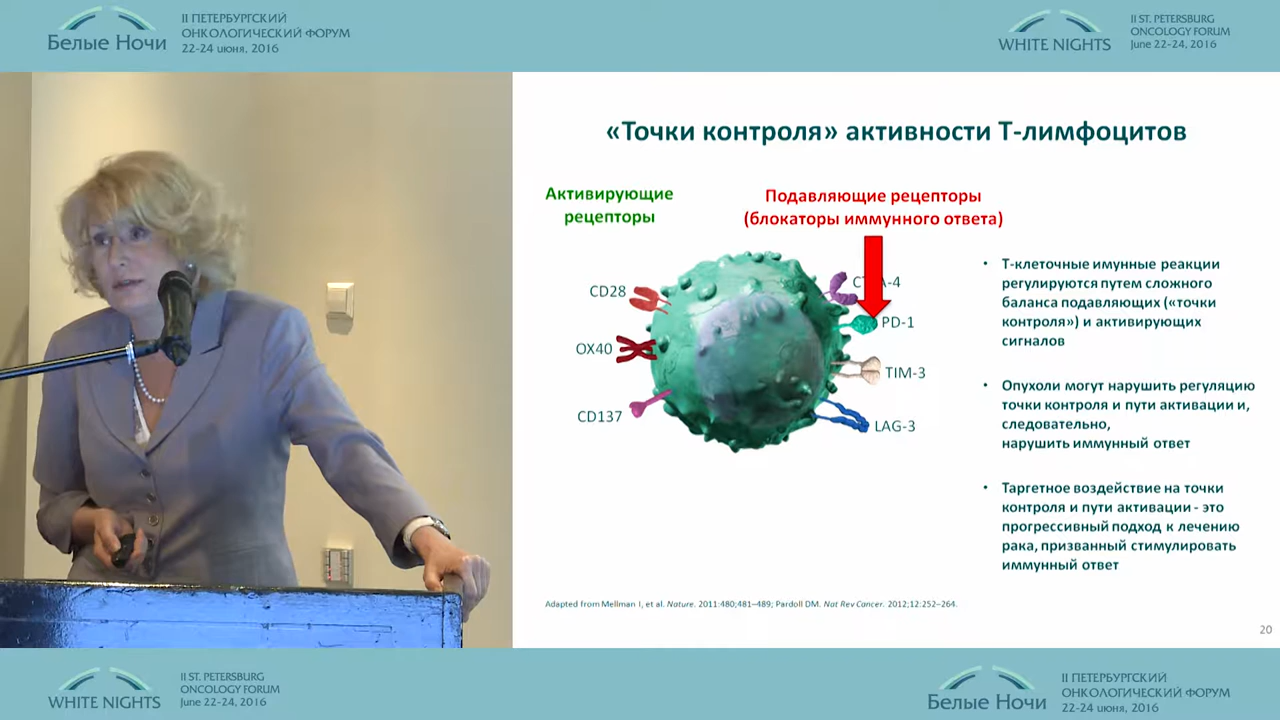 Белые Ночи
II ПЕТЕРБУРГСКИЙ
ОНКОЛОГИЧЕСКИЙ ФОРУМ
22-24 июня, 2016
WHITE NIGHTS
II ST. PETERSBURG
ONCOLOGY FORUM
June 22-24, 2016
«Точки контроля» активности Т-лимфоцитов
Активирующие
рецепторы
Подавляющие рецепторы
(блокаторы иммунного ответа)
CD28
OX40
CD137
PD-1
TIM-3
LAG-3
• Т-клеточные имунные реакции
регулируются путем сложного
баланса подавляющих («точки
контроля») и активирующих
сигналов
• Опухоли могут нарушить регуляцию
точки контроля и пути активации и,
следовательно,
нарушить иммунный ответ
• Таргетное воздействие на точки
контроля и пути активации - это
прогрессивный подход к лечению
рака, призванный стимулировать
иммунный ответ
Adapted from Mellman I, et al. Nature. 2011:480;481–489; Pardoll DM. Nat Rev Cancer. 2012;12:252–264.
20
WHITE NIGHTS
II ST. PETERSBURG
ONCOLOGY FORUM
June 22-24, 2016
Белые Ночи
II ПЕТЕРБУРГСКИЙ
ОНКОЛОГИЧЕСКИЙ ФОРУМ
22-24 июня, 2016